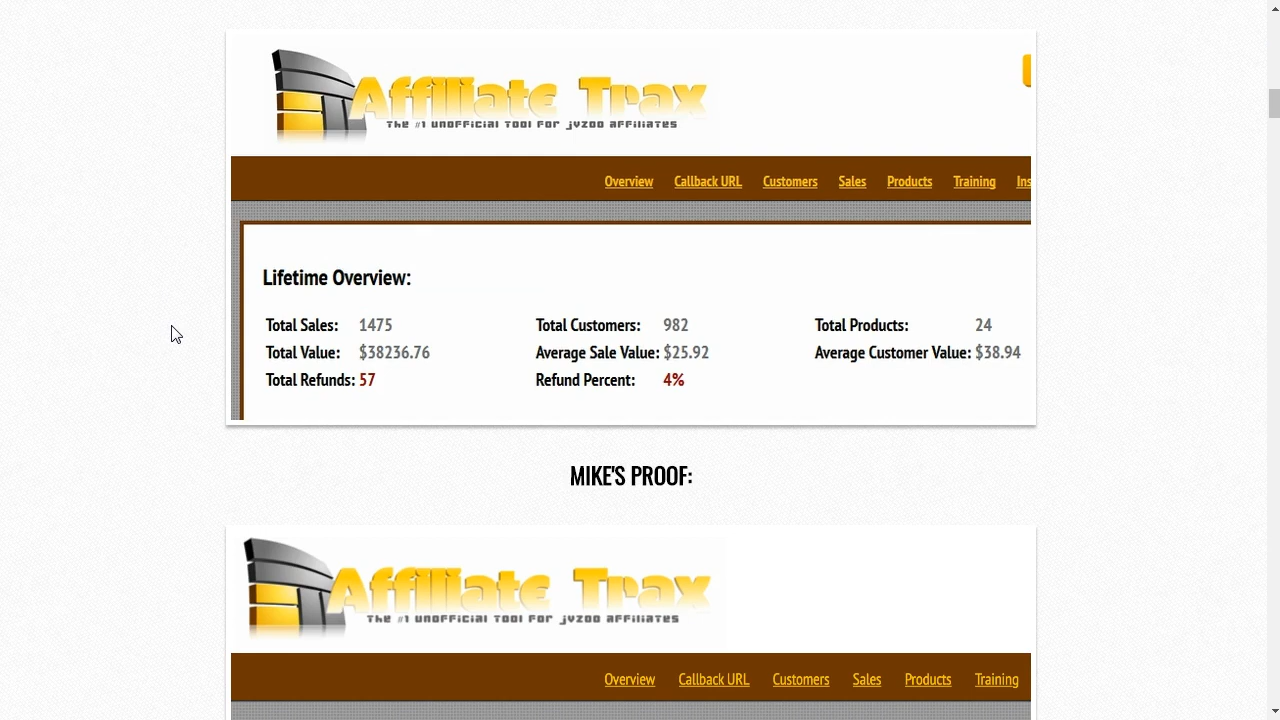 Affiliate Trax
The #1 unofficial tool for jvzoo affiliates
Overview Callback URL Customers Sales Products Training Ins
Lifetime Overview:
Total Sales: 1475 Total Customers: 982 Total Products: 24
Total Value: $38236.76 Average Sale Value: $25.92 Average Customer Value: $38.94
Total Refunds: 57 Refund Percent: 4%
MIKE'S PROOF:
Affiliate Trax
The #1 unofficial tool for jvzoo affiliates
Overview Callback URL Customers Sales Products Training